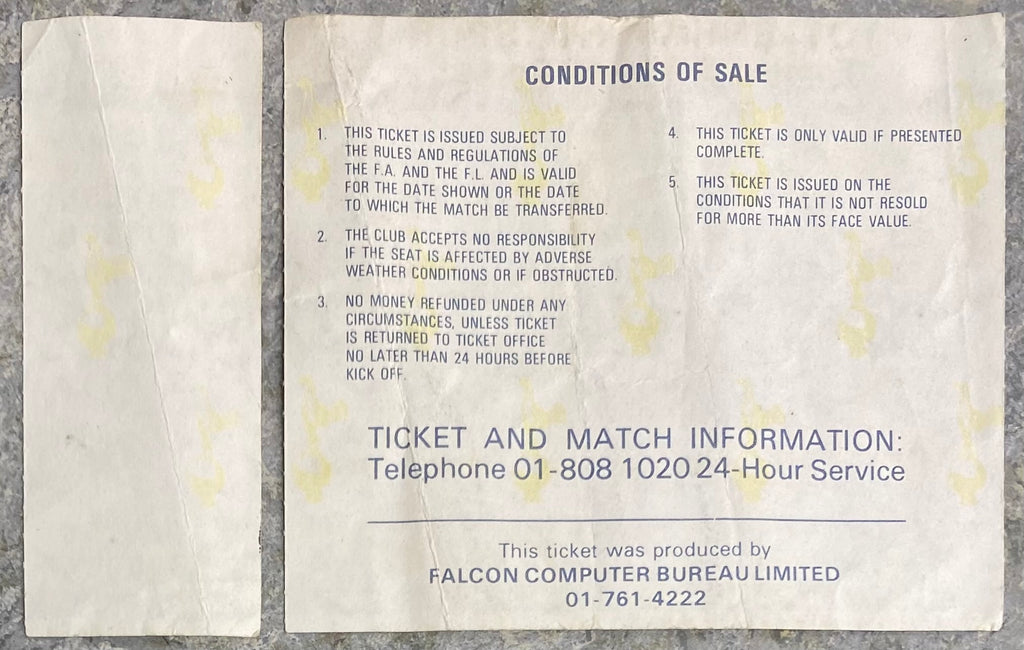 CONDITIONS OF SALE
1. THIS TICKET IS ISSUED SUBJECT TO
THE RULES AND REGULATIONS OF
THE F.A. AND THE F.L. AND IS VALID
FOR THE DATE SHOWN OR THE DATE
TO WHICH THE MATCH BE TRANSFERRED.
2. THE CLUB ACCEPTS NO RESPONSIBILITY
IF THE SEAT IS AFFECTED BY ADVERSE
WEATHER CONDITIONS OR IF OBSTRUCTED.
3. NO MONEY REFUNDED UNDER ANY
CIRCUMSTANCES, UNLESS TICKET
IS RETURNED TO TICKET OFFICE
NO LATER THAN 24 HOURS BEFORE
KICK OFF.
4. THIS TICKET IS ONLY VALID IF PRESENTED
COMPLETE.
5. THIS TICKET IS ISSUED ON THE
CONDITIONS THAT IT IS NOT RESOLD
FOR MORE THAN ITS FACE VALUE.
TICKET AND MATCH INFORMATION:
Telephone 01-808 1020 24-Hour Service
This ticket was produced by
FALCON COMPUTER BUREAU LIMITED
01-761-4222